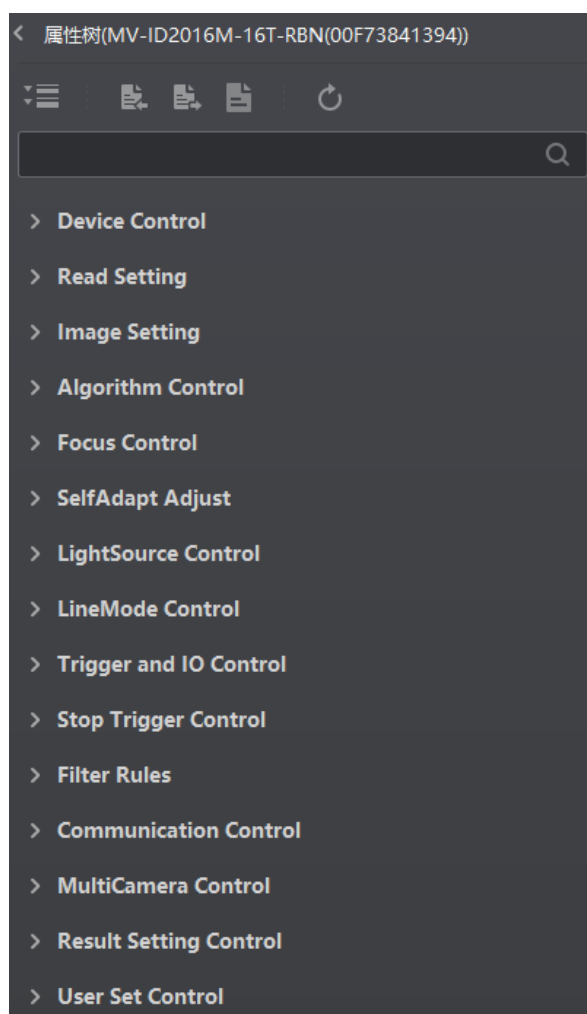 属性树(MV-ID2016M-16T-RBN(00F73841394))
Device Control
Read Setting
Image Setting
Algorithm Control
Focus Control
SelfAdapt Adjust
LightSource Control
LineMode Control
Trigger and IO Control
Stop Trigger Control
Filter Rules
Communication Control
MultiCamera Control
Result Setting Control
User Set Control